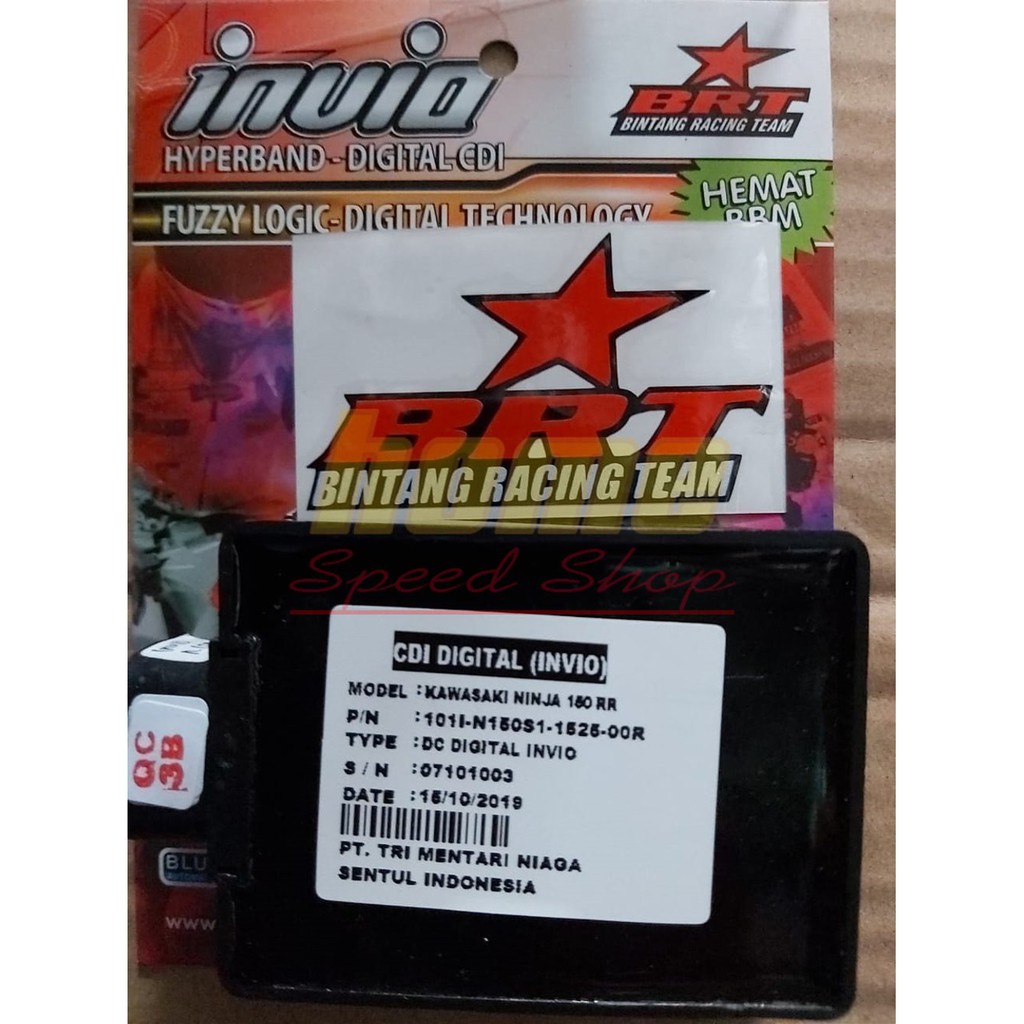 invio
BRT
BINTANG RACING TEAM
HYPERBAND - DIGITAL CDI
FUZZY LOGIC-DIGITAL TECHNOLOGY
HEMAT
BBM
BRT
BINTANG RACING TEAM
Speed Shop
CDI DIGITAL (INVIO)
MODEL : KAWASAKI NINJA 150 RR
P/N : 101I-N150S1-1525-00R
TYPE : DC DIGITAL INVIO
S / N : 07101003
DATE : 15/10/2019
PT. TRI MENTARI NIAGA
SENTUL INDONESIA
QC
3B
BLU
www.